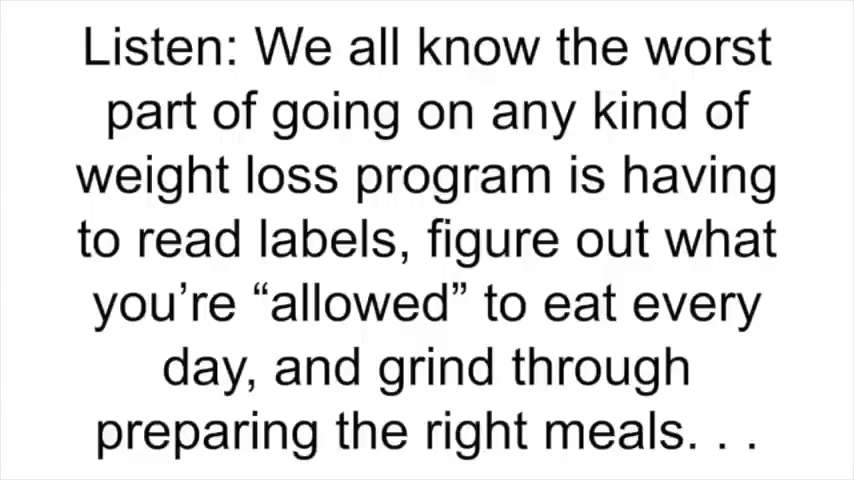 Listen: We all know the worst
part of going on any kind of
weight loss program is having
to read labels, figure out what
you’re “allowed” to eat every
day, and grind through
preparing the right meals. . .